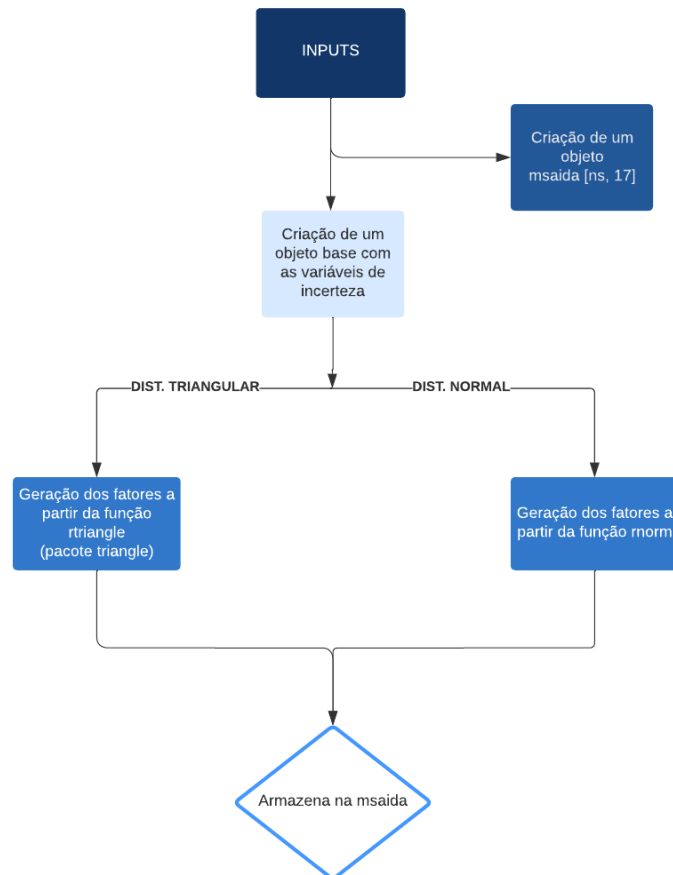 INPUTS
Criação de um
objeto
msaida [ns, 17]
Criação de um
objeto base com
as variáveis de
incerteza
DIST. TRIANGULAR
DIST. NORMAL
Geração dos fatores a
partir da função
rtriangle
(pacote triangle)
Geração dos fatores a
partir da função rnorm
Armazena na msaida